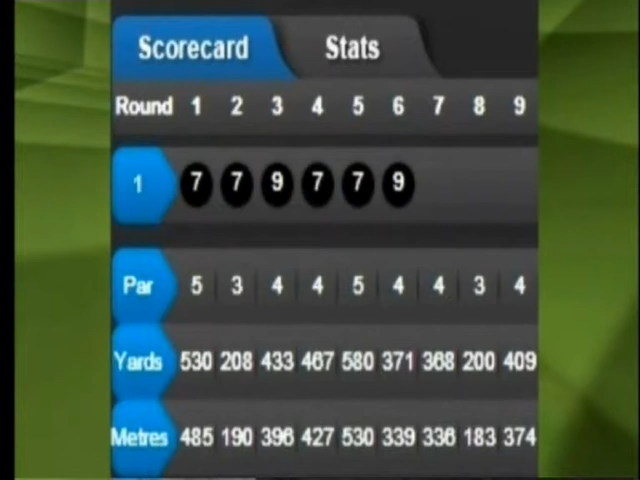 Scorecard Stats
Round 1 2 3 4 5 6 7 8 9
1 7 7 9 7 7 9
Par 5 3 4 4 5 4 4 3 4
Yards 530 208 433 467 580 371 368 200 409
Metres 485 190 396 427 530 339 336 183 374